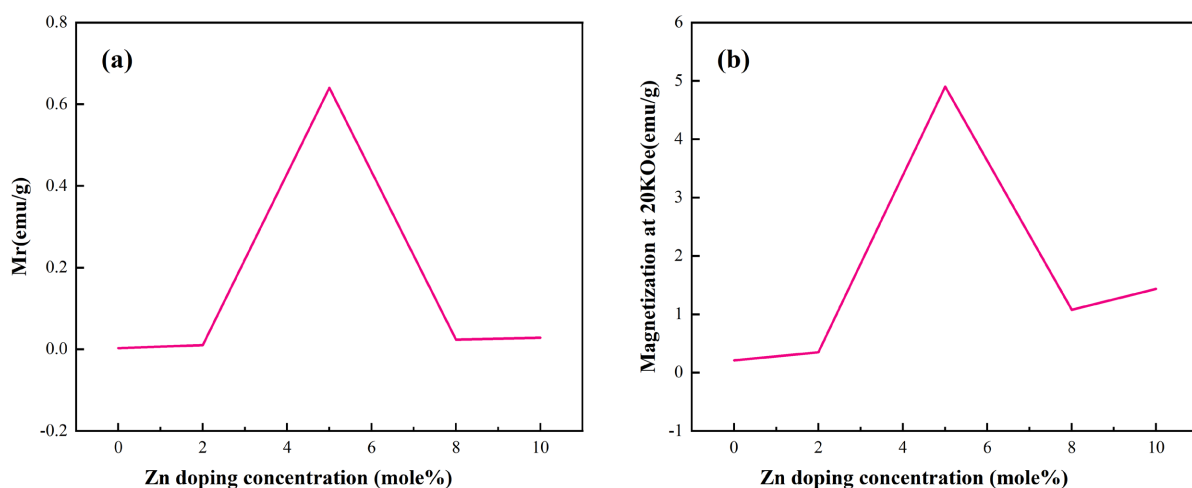 (a)
Mr(emu/g)
0.8
0.6
0.4
0.2
0.0
-0.2
0 2 4 6 8 10
Zn doping concentration (mole%)
(b)
Magnetization at 20KOe(emu/g)
6
5
4
3
2
1
0
-1
0 2 4 6 8 10
Zn doping concentration (mole%)